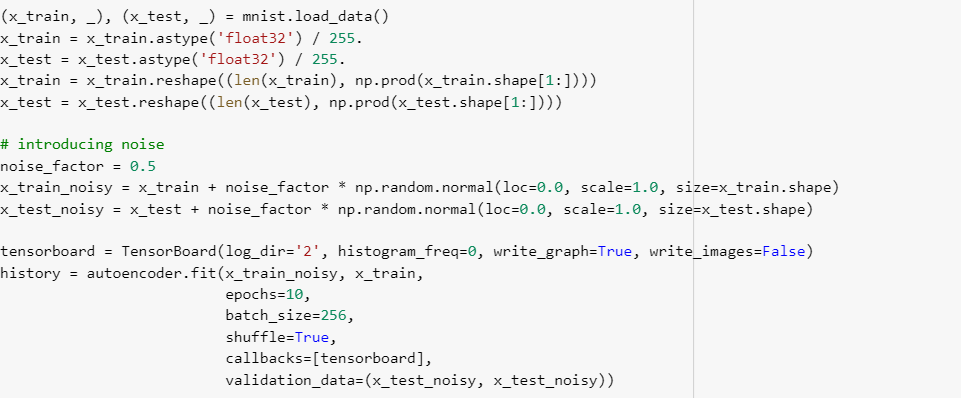 (x_train, _), (x_test, _) = mnist.load_data()
x_train = x_train.astype('float32') / 255.
x_test = x_test.astype('float32') / 255.
x_train = x_train.reshape((len(x_train), np.prod(x_train.shape[1:])))
x_test = x_test.reshape((len(x_test), np.prod(x_test.shape[1:])))

# introducing noise
noise_factor = 0.5
x_train_noisy = x_train + noise_factor * np.random.normal(loc=0.0, scale=1.0, size=x_train.shape)
x_test_noisy = x_test + noise_factor * np.random.normal(loc=0.0, scale=1.0, size=x_test.shape)

tensorboard = TensorBoard(log_dir='2', histogram_freq=0, write_graph=True, write_images=False)
history = autoencoder.fit(x_train_noisy, x_train,
                          epochs=10,
                          batch_size=256,
                          shuffle=True,
                          callbacks=[tensorboard],
                          validation_data=(x_test_noisy, x_test_noisy))